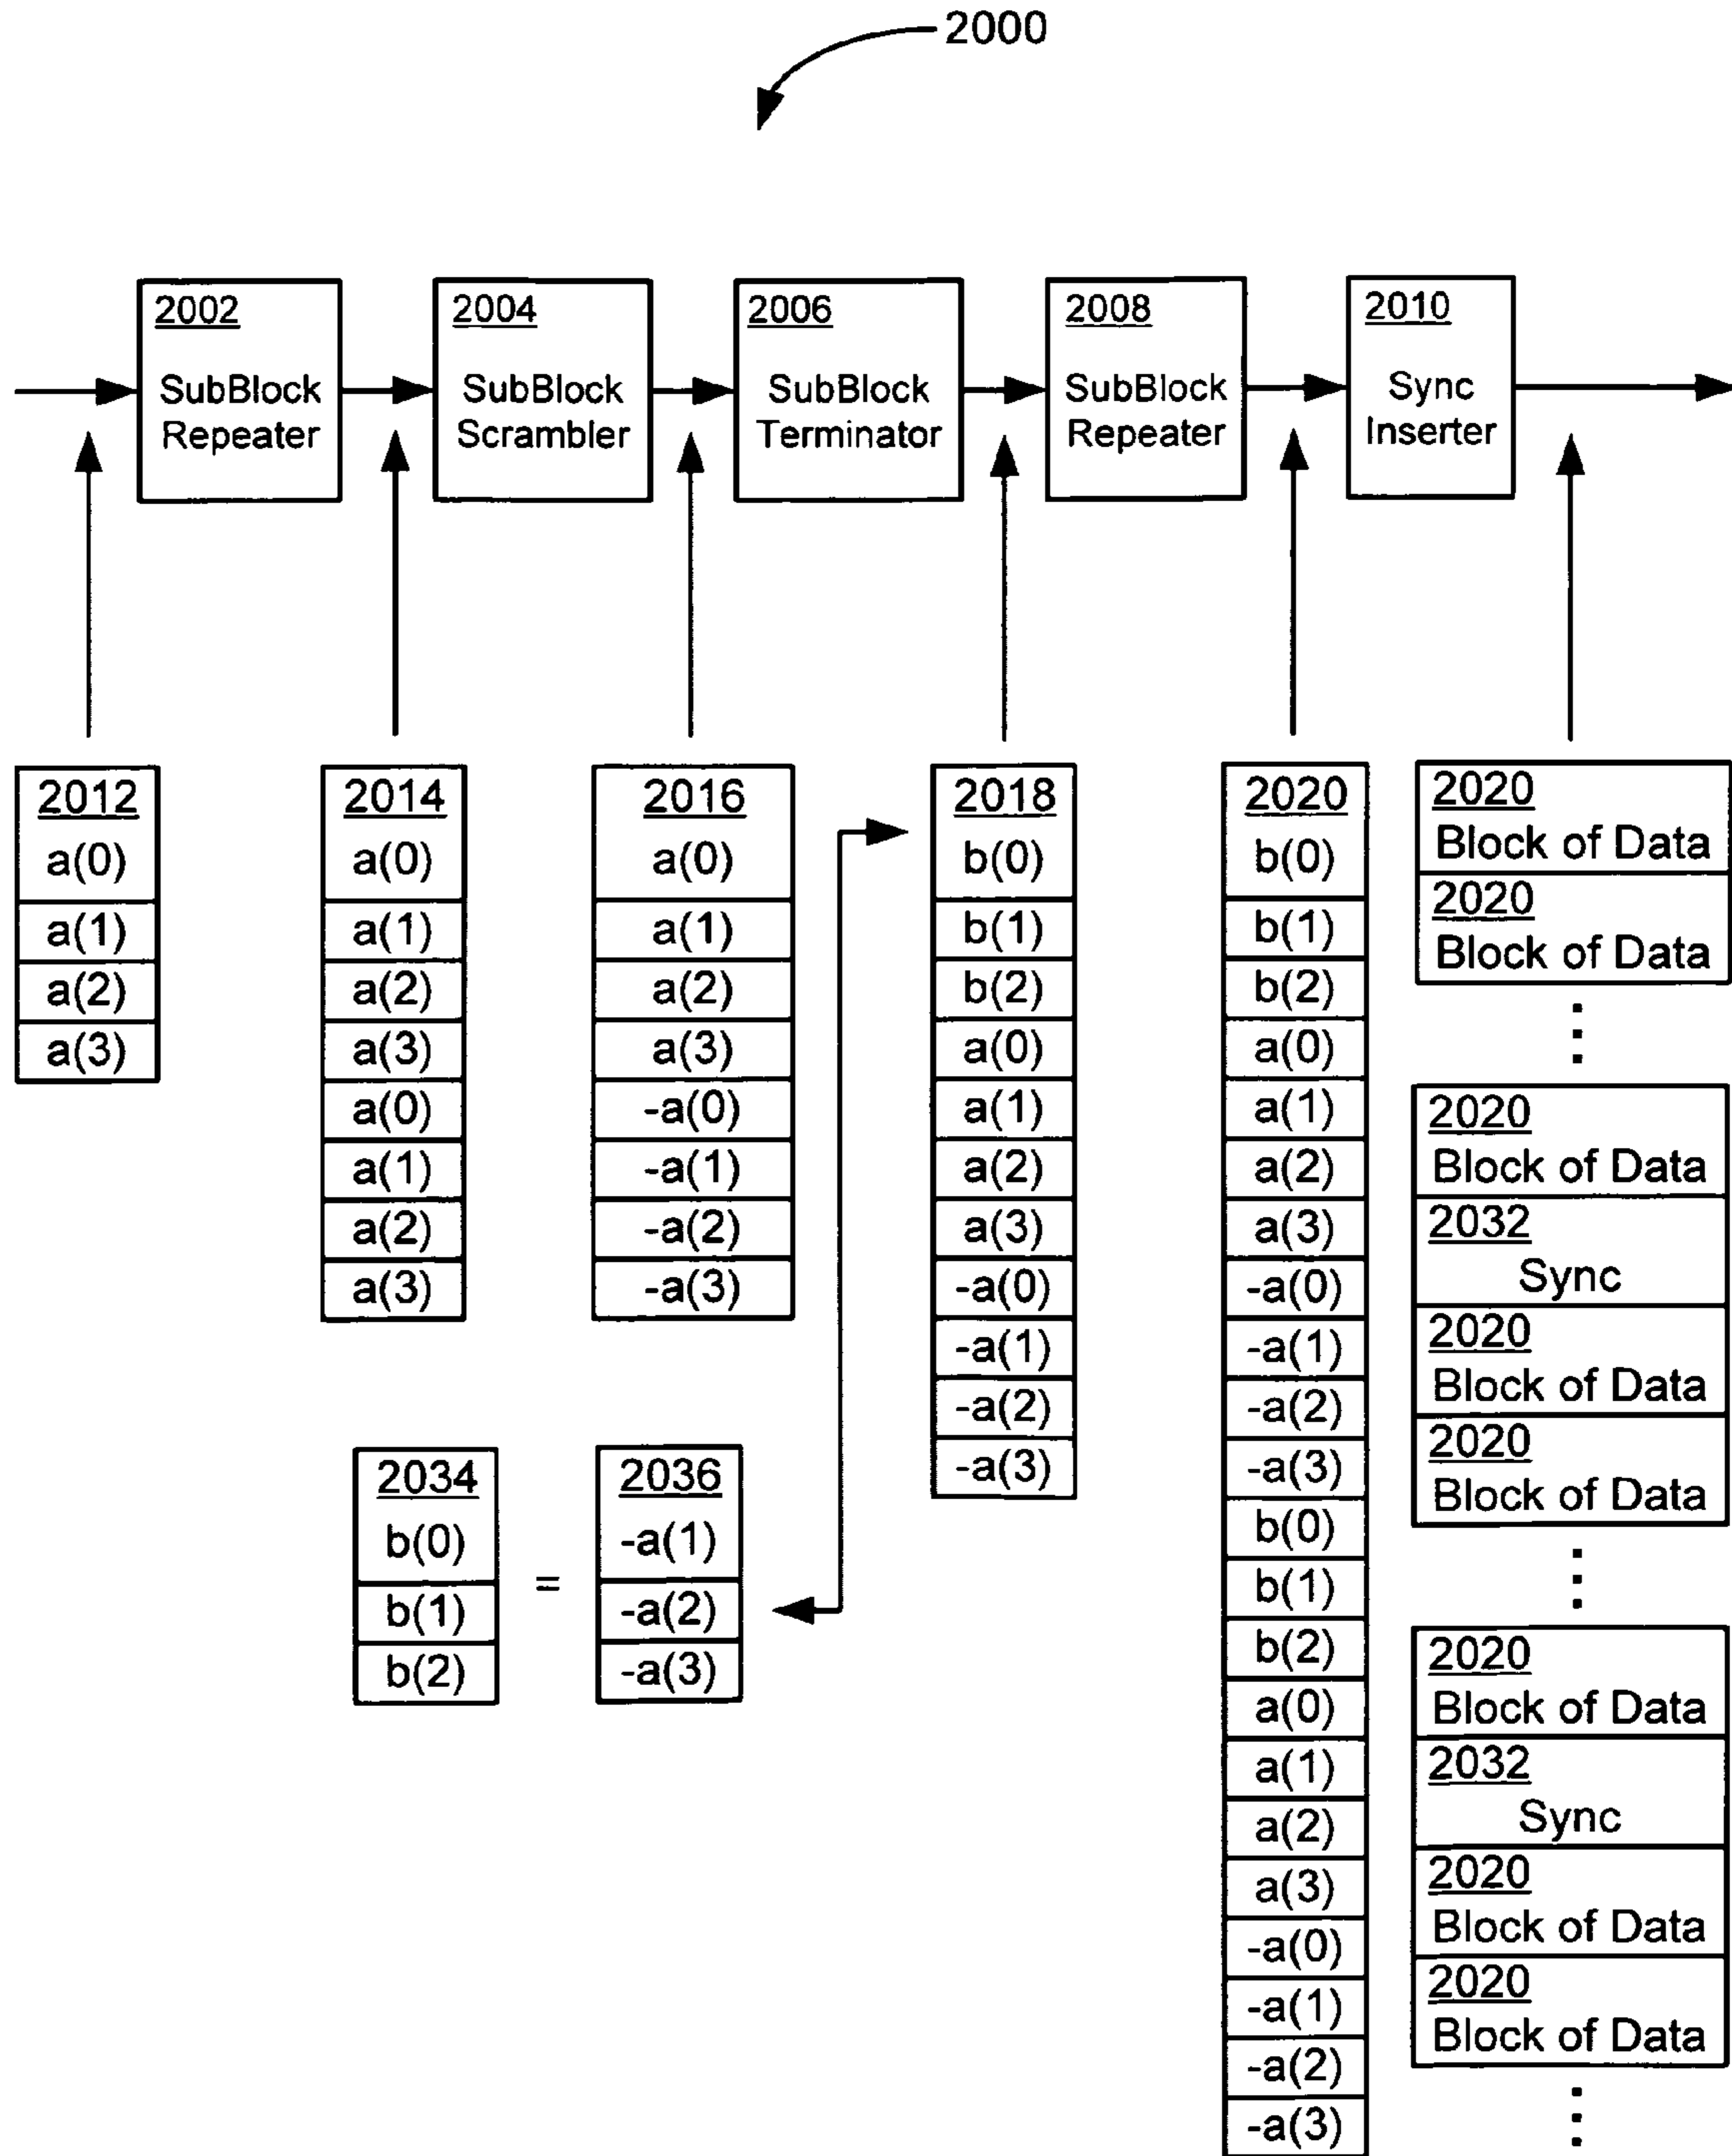 2000
2002
SubBlock
Repeater
2004
SubBlock
Scrambler
2006
SubBlock
Terminator
2008
SubBlock
Repeater
2010
Sync
Inserter
2012
a(0)
a(1)
a(2)
a(3)
2014
a(0)
a(1)
a(2)
a(3)
a(0)
a(1)
a(2)
a(3)
2016
a(0)
a(1)
a(2)
a(3)
-a(0)
-a(1)
-a(2)
-a(3)
2034
b(0)
b(1)
b(2)
=
2036
-a(1)
-a(2)
-a(3)
2018
b(0)
b(1)
b(2)
a(0)
a(1)
a(2)
a(3)
-a(0)
-a(1)
-a(2)
-a(3)
2020
b(0)
b(1)
b(2)
a(0)
a(1)
a(2)
a(3)
-a(0)
-a(1)
-a(2)
-a(3)
b(0)
b(1)
b(2)
a(0)
a(1)
a(2)
a(3)
-a(0)
-a(1)
-a(2)
-a(3)
2020
Block of Data
2020
Block of Data
2020
Block of Data
2032
Sync
2020
Block of Data
2020
Block of Data
2020
Block of Data
2032
Sync
2020
Block of Data
2020
Block of Data